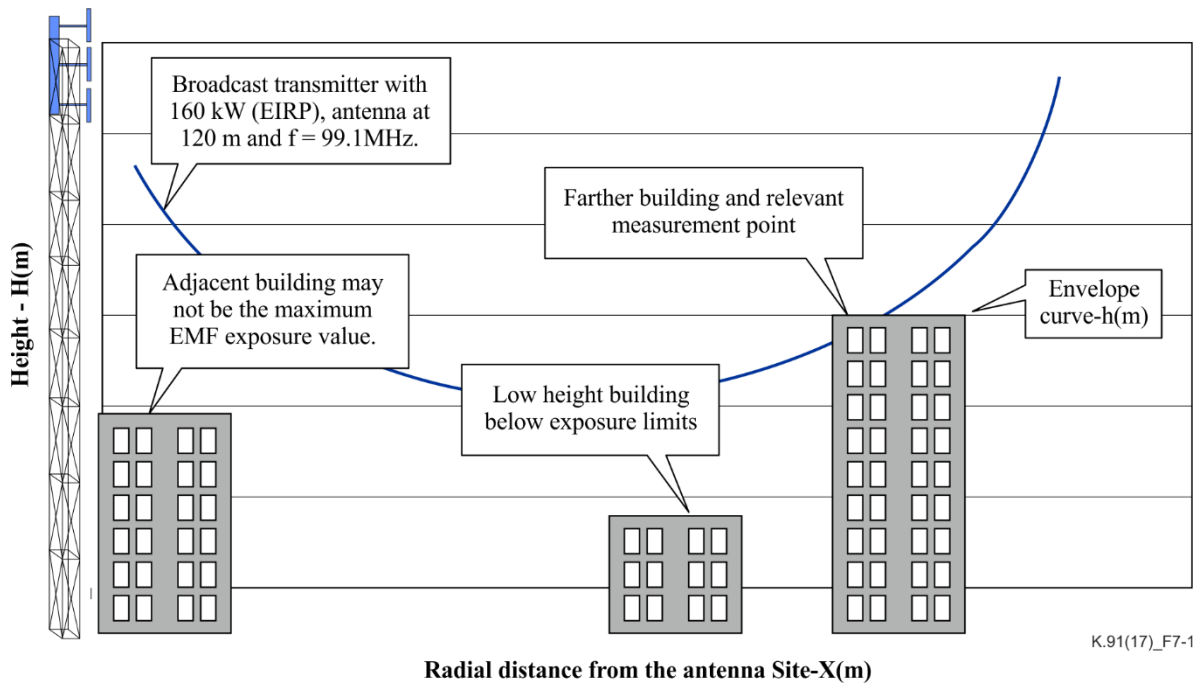 Broadcast transmitter with
160 kW (EIRP), antenna at
120 m and f = 99.1MHz.
Farther building and relevant
measurement point
Adjacent building may
not be the maximum
EMF exposure value.
Envelope
curve-h(m)
Low height building
below exposure limits
Height - H(m)
K.91(17)_F7-1
Radial distance from the antenna Site-X(m)